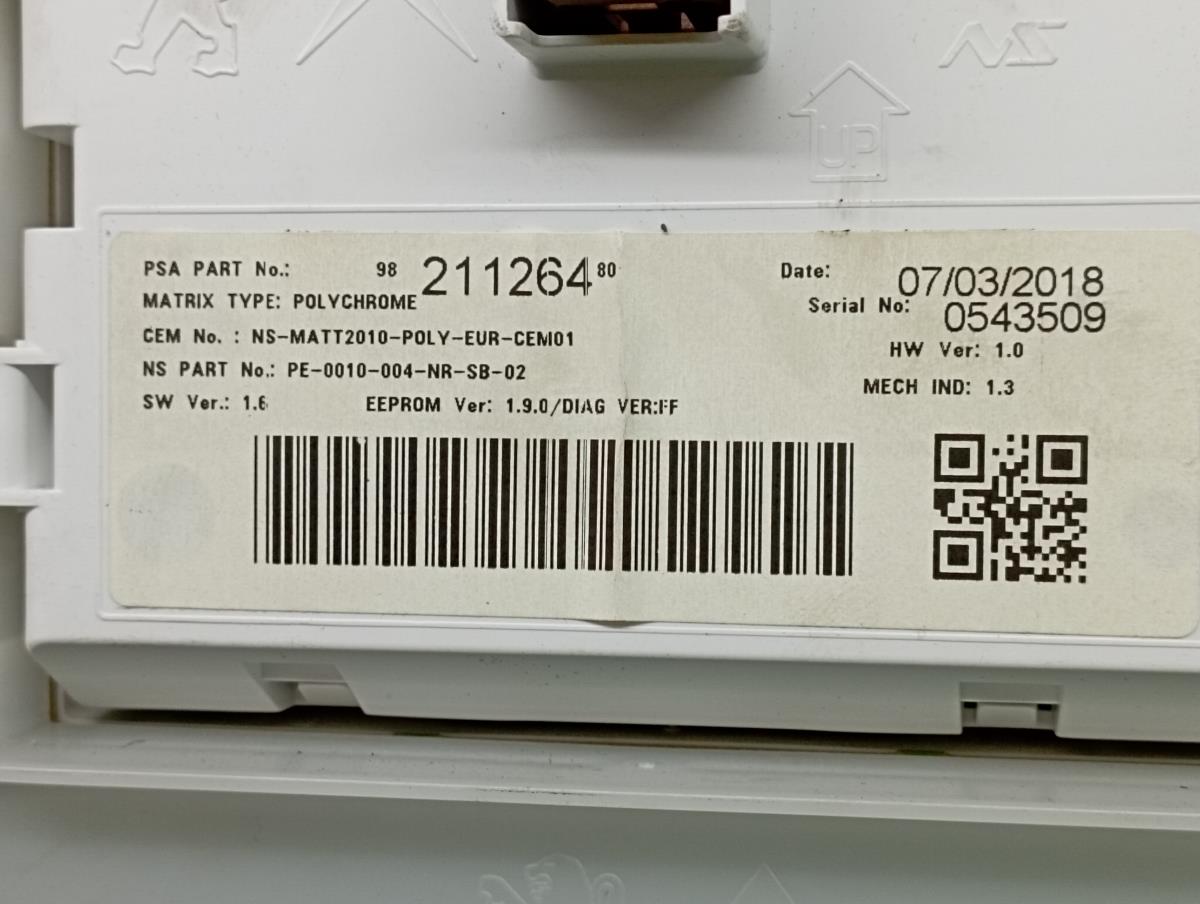 NS
UP
PSA PART No.: 98 211264 80
Date: 07/03/2018
MATRIX TYPE: POLYCHROME
Serial No: 0543509
CEM No. : NS-MATT2010-POLY-EUR-CEM01
HW Ver: 1.0
NS PART No.: PE-0010-004-NR-SB-02
MECH IND: 1.3
SW Ver.: 1.6
EEPROM Ver: 1.9.0/DIAG VER:FF